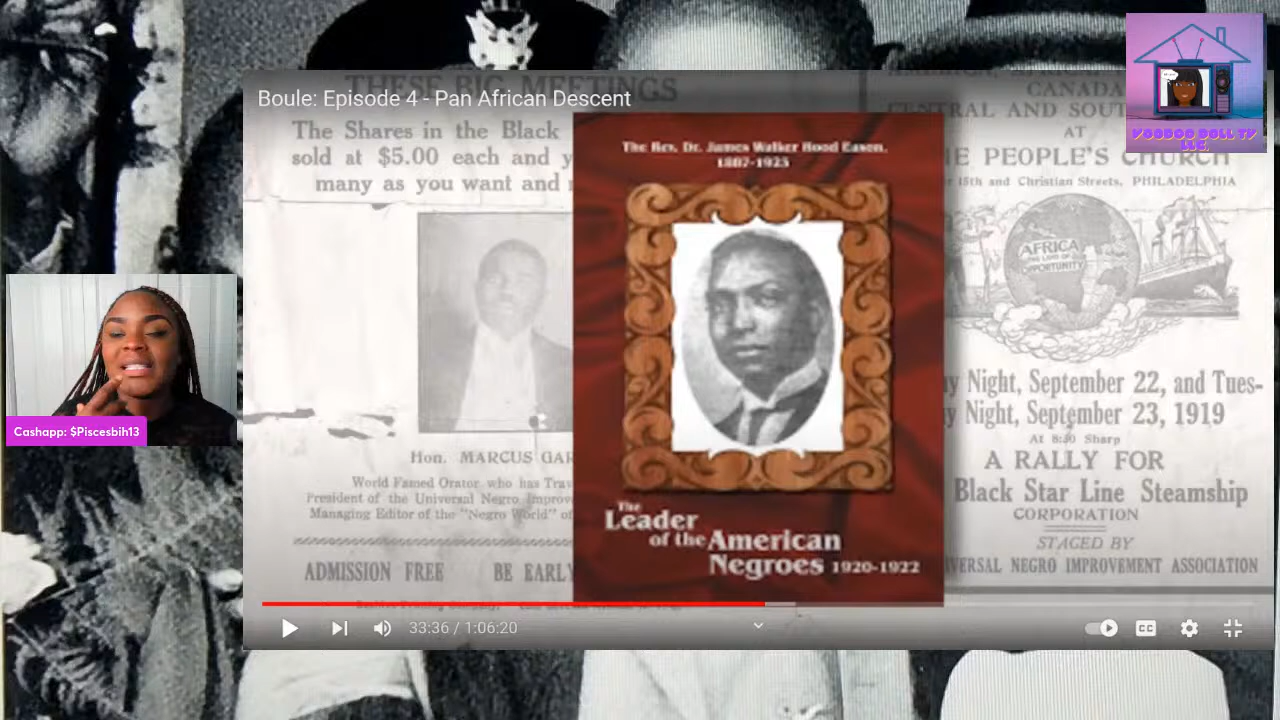 Boule: Episode 4 - Pan African Descent
VOODOO DOLL TV
LLC.
THESE BIG MEETINGS
The Shares in the Black
sold at $5.00 each and y
many as you want and
Hon. MARCUS GAR
World Famed Orator who has Trav
President of the Universal Negro Improv
Managing Editor of the "Negro World" of
ADMISSION FREE BE EARLY
The Rev. Dr. James Walker Hood Eason.
1887-1923
The
Leader
of the American
Negroes 1920-1922
CANADA
CENTRAL AND SOUT
AT
E PEOPLE'S CHURCH
15th and Christian Streets, PHILADELPHIA
AFRICA
THE LAND OF
OPPORTUNITY
y Night, September 22, and Tues-
y Night, September 23, 1919
At 8:30 Sharp
A RALLY FOR
Black Star Line Steamship
CORPORATION
STAGED BY
VERSAL NEGRO IMPROVEMENT ASSOCIATION
Cashapp: $Piscesbih13
33:36 / 1:06:20
CC